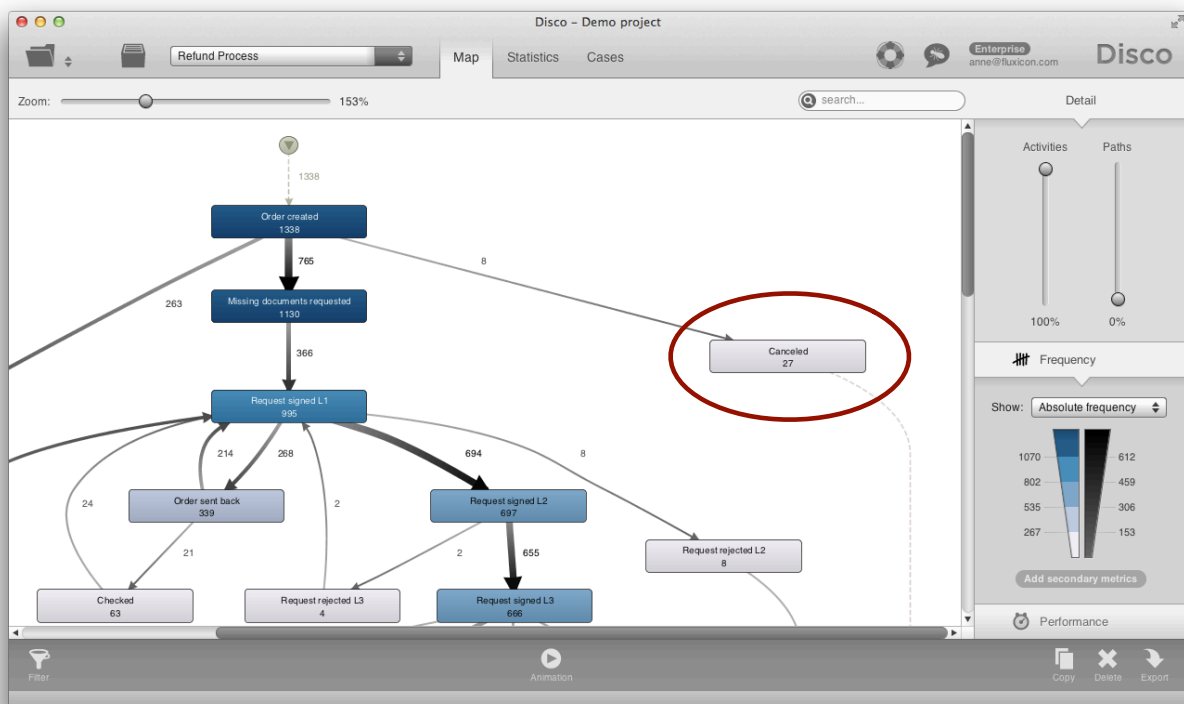 Disco – Demo project
Refund Process
Map
Statistics
Cases
Enterprise
anne@fluxicon.com
Disco
Zoom:
153%
search...
Detail
Activities
Paths
100%
0%
Frequency
Show:
Absolute frequency
1070
612
802
459
535
306
267
153
Add secondary metrics
Performance
1338
Order created
1338
765
8
263
Missing documents requested
1130
366
Canceled
27
Request signed L1
995
214
268
694
8
24
Order sent back
339
2
Request signed L2
697
21
2
655
Request rejected L2
8
Checked
63
Request rejected L3
4
Request signed L3
666
Filter
Animation
Copy
Delete
Export